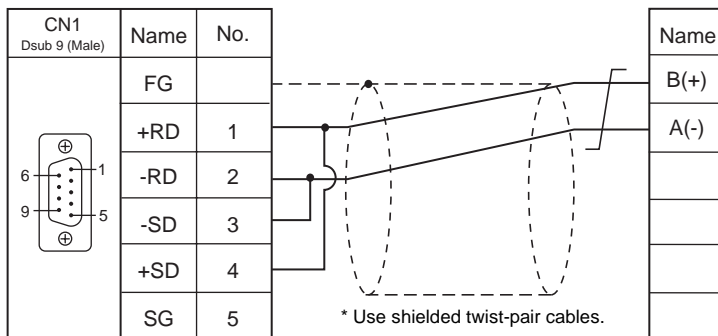 CN1
Dsub 9 (Male)
Name
No.
Name
FG
B(+)
+RD
1
A(-)
-RD
2
-SD
3
+SD
4
SG
5
6
1
9
5
* Use shielded twist-pair cables.